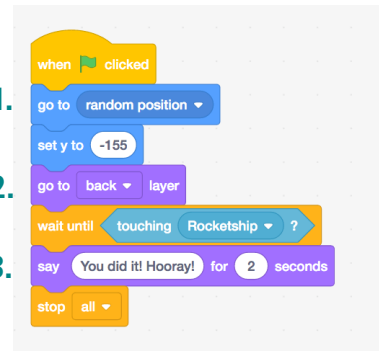 when clicked
1. go to random position
set y to -155
2. go to back layer
wait until touching Rocketship ?
3. say You did it! Hooray! for 2 seconds
stop all